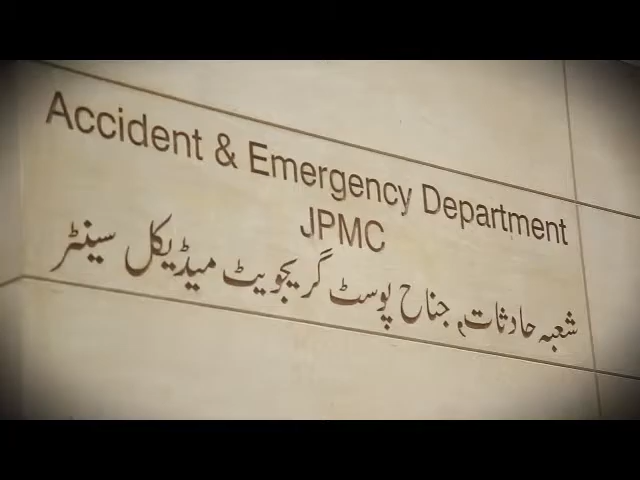 Accident & Emergency Department
JPMC
شعبہ حادثات, جناح پوسٹ گریجویٹ میڈیکل سینٹر